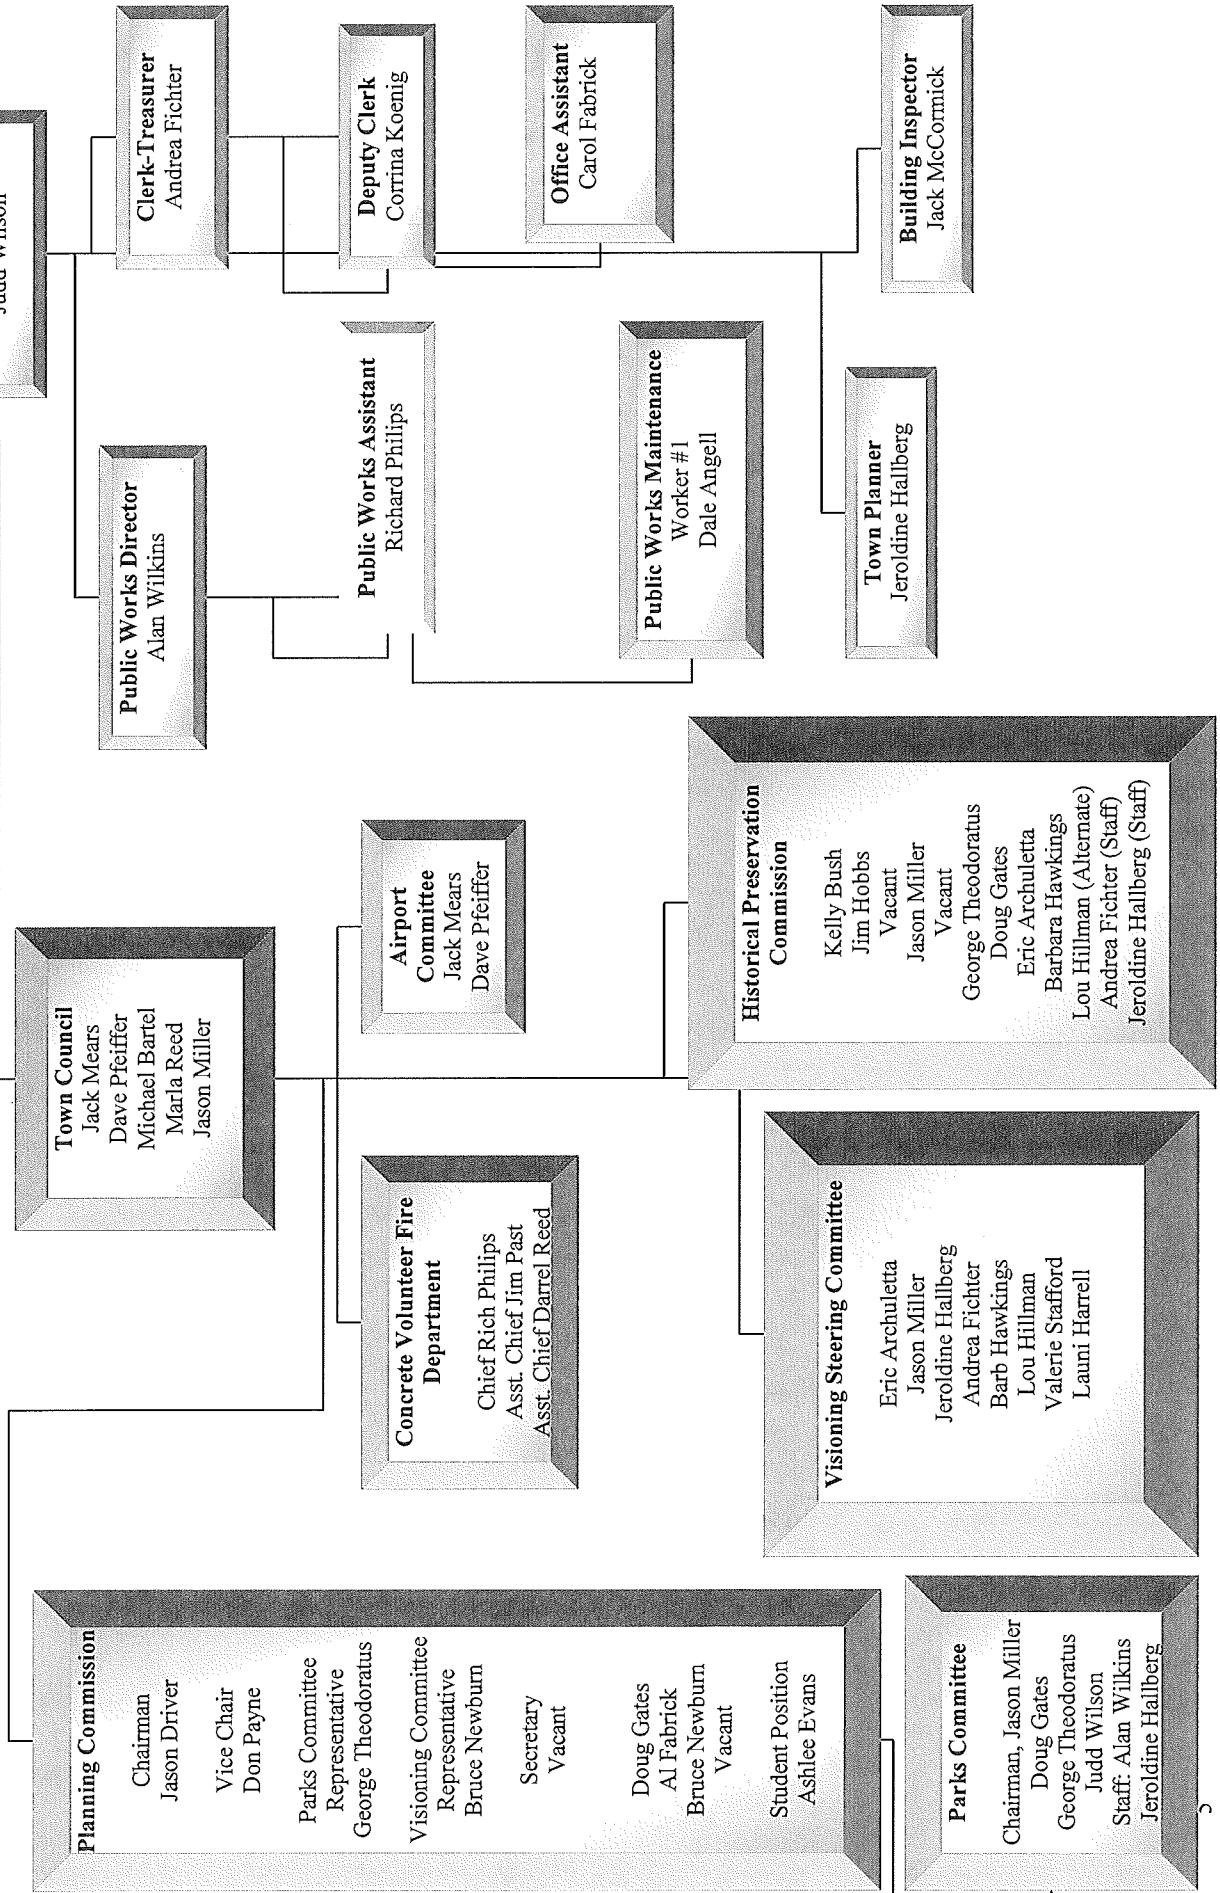 Judd Wilson
Town Council
Jack Mears
Dave Pfeiffer
Michael Bartel
Marla Reed
Jason Miller
Public Works Director
Alan Wilkins
Clerk-Treasurer
Andrea Fichter
Public Works Assistant
Richard Philips
Deputy Clerk
Corrina Koenig
Public Works Maintenance
Worker #1
Dale Angell
Office Assistant
Carol Fabrick
Town Planner
Jeroldine Hallberg
Building Inspector
Jack McCormick
Planning Commission
Chairman
Jason Driver
Vice Chair
Don Payne
Parks Committee
Representative
George Theodoratus
Visioning Committee
Representative
Bruce Newburn
Secretary
Vacant
Doug Gates
Al Fabrick
Bruce Newburn
Vacant
Student Position
Ashlee Evans
Concrete Volunteer Fire
Department
Chief Rich Philips
Asst. Chief Jim Past
Asst. Chief Darrel Reed
Airport
Committee
Jack Mears
Dave Pfeiffer
Historical Preservation
Commission
Kelly Bush
Jim Hobbs
Vacant
Jason Miller
Vacant
George Theodoratus
Doug Gates
Eric Archuletta
Barbara Hawkings
Lou Hillman (Alternate)
Andrea Fichter (Staff)
Jeroldine Hallberg (Staff)
Visioning Steering Committee
Eric Archuletta
Jason Miller
Jeroldine Hallberg
Andrea Fichter
Barb Hawkings
Lou Hillman
Valerie Stafford
Launi Harrell
Parks Committee
Chairman, Jason Miller
Doug Gates
George Theodoratus
Judd Wilson
Staff: Alan Wilkins
Jeroldine Hallberg